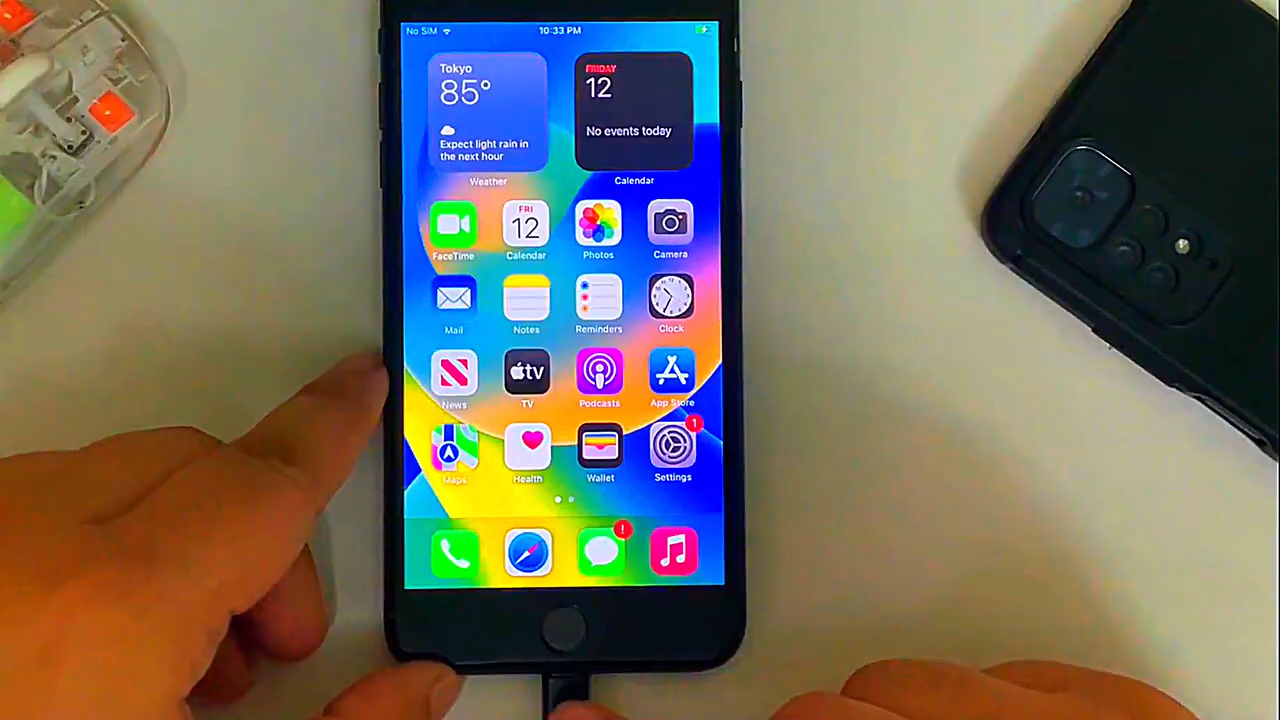 No SIM 10:33 PM
Tokyo
85°
Expect light rain in
the next hour
Weather
FRIDAY
12
No events today
Calendar
FaceTime
FRI
12
Calendar
Photos
Camera
Mail
Notes
Reminders
Clock
News
tv
TV
Podcasts
App Store
Maps
Health
Wallet
1
Settings
!